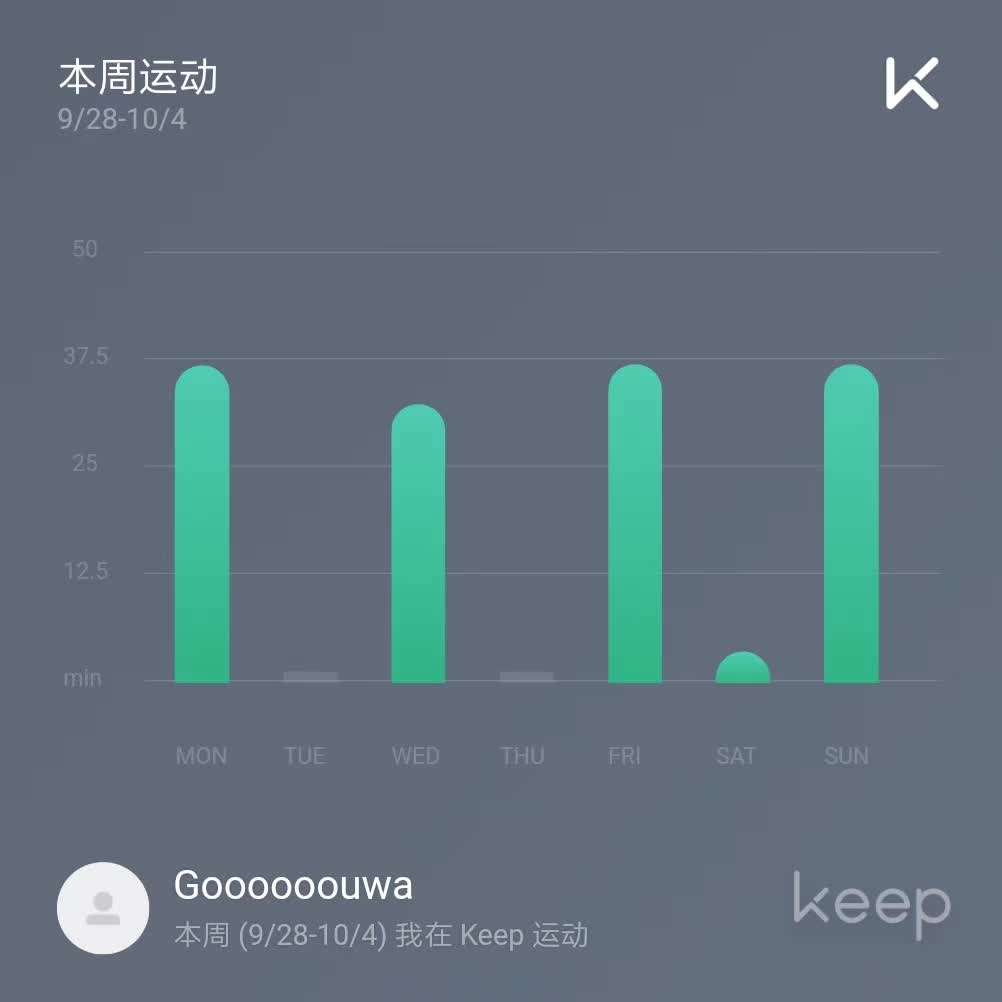 本周运动
9/28-10/4
50
37.5
25
12.5
min
MON TUE WED THU FRI SAT SUN
Goooooouwa
本周 (9/28-10/4) 我在 Keep 运动
keep